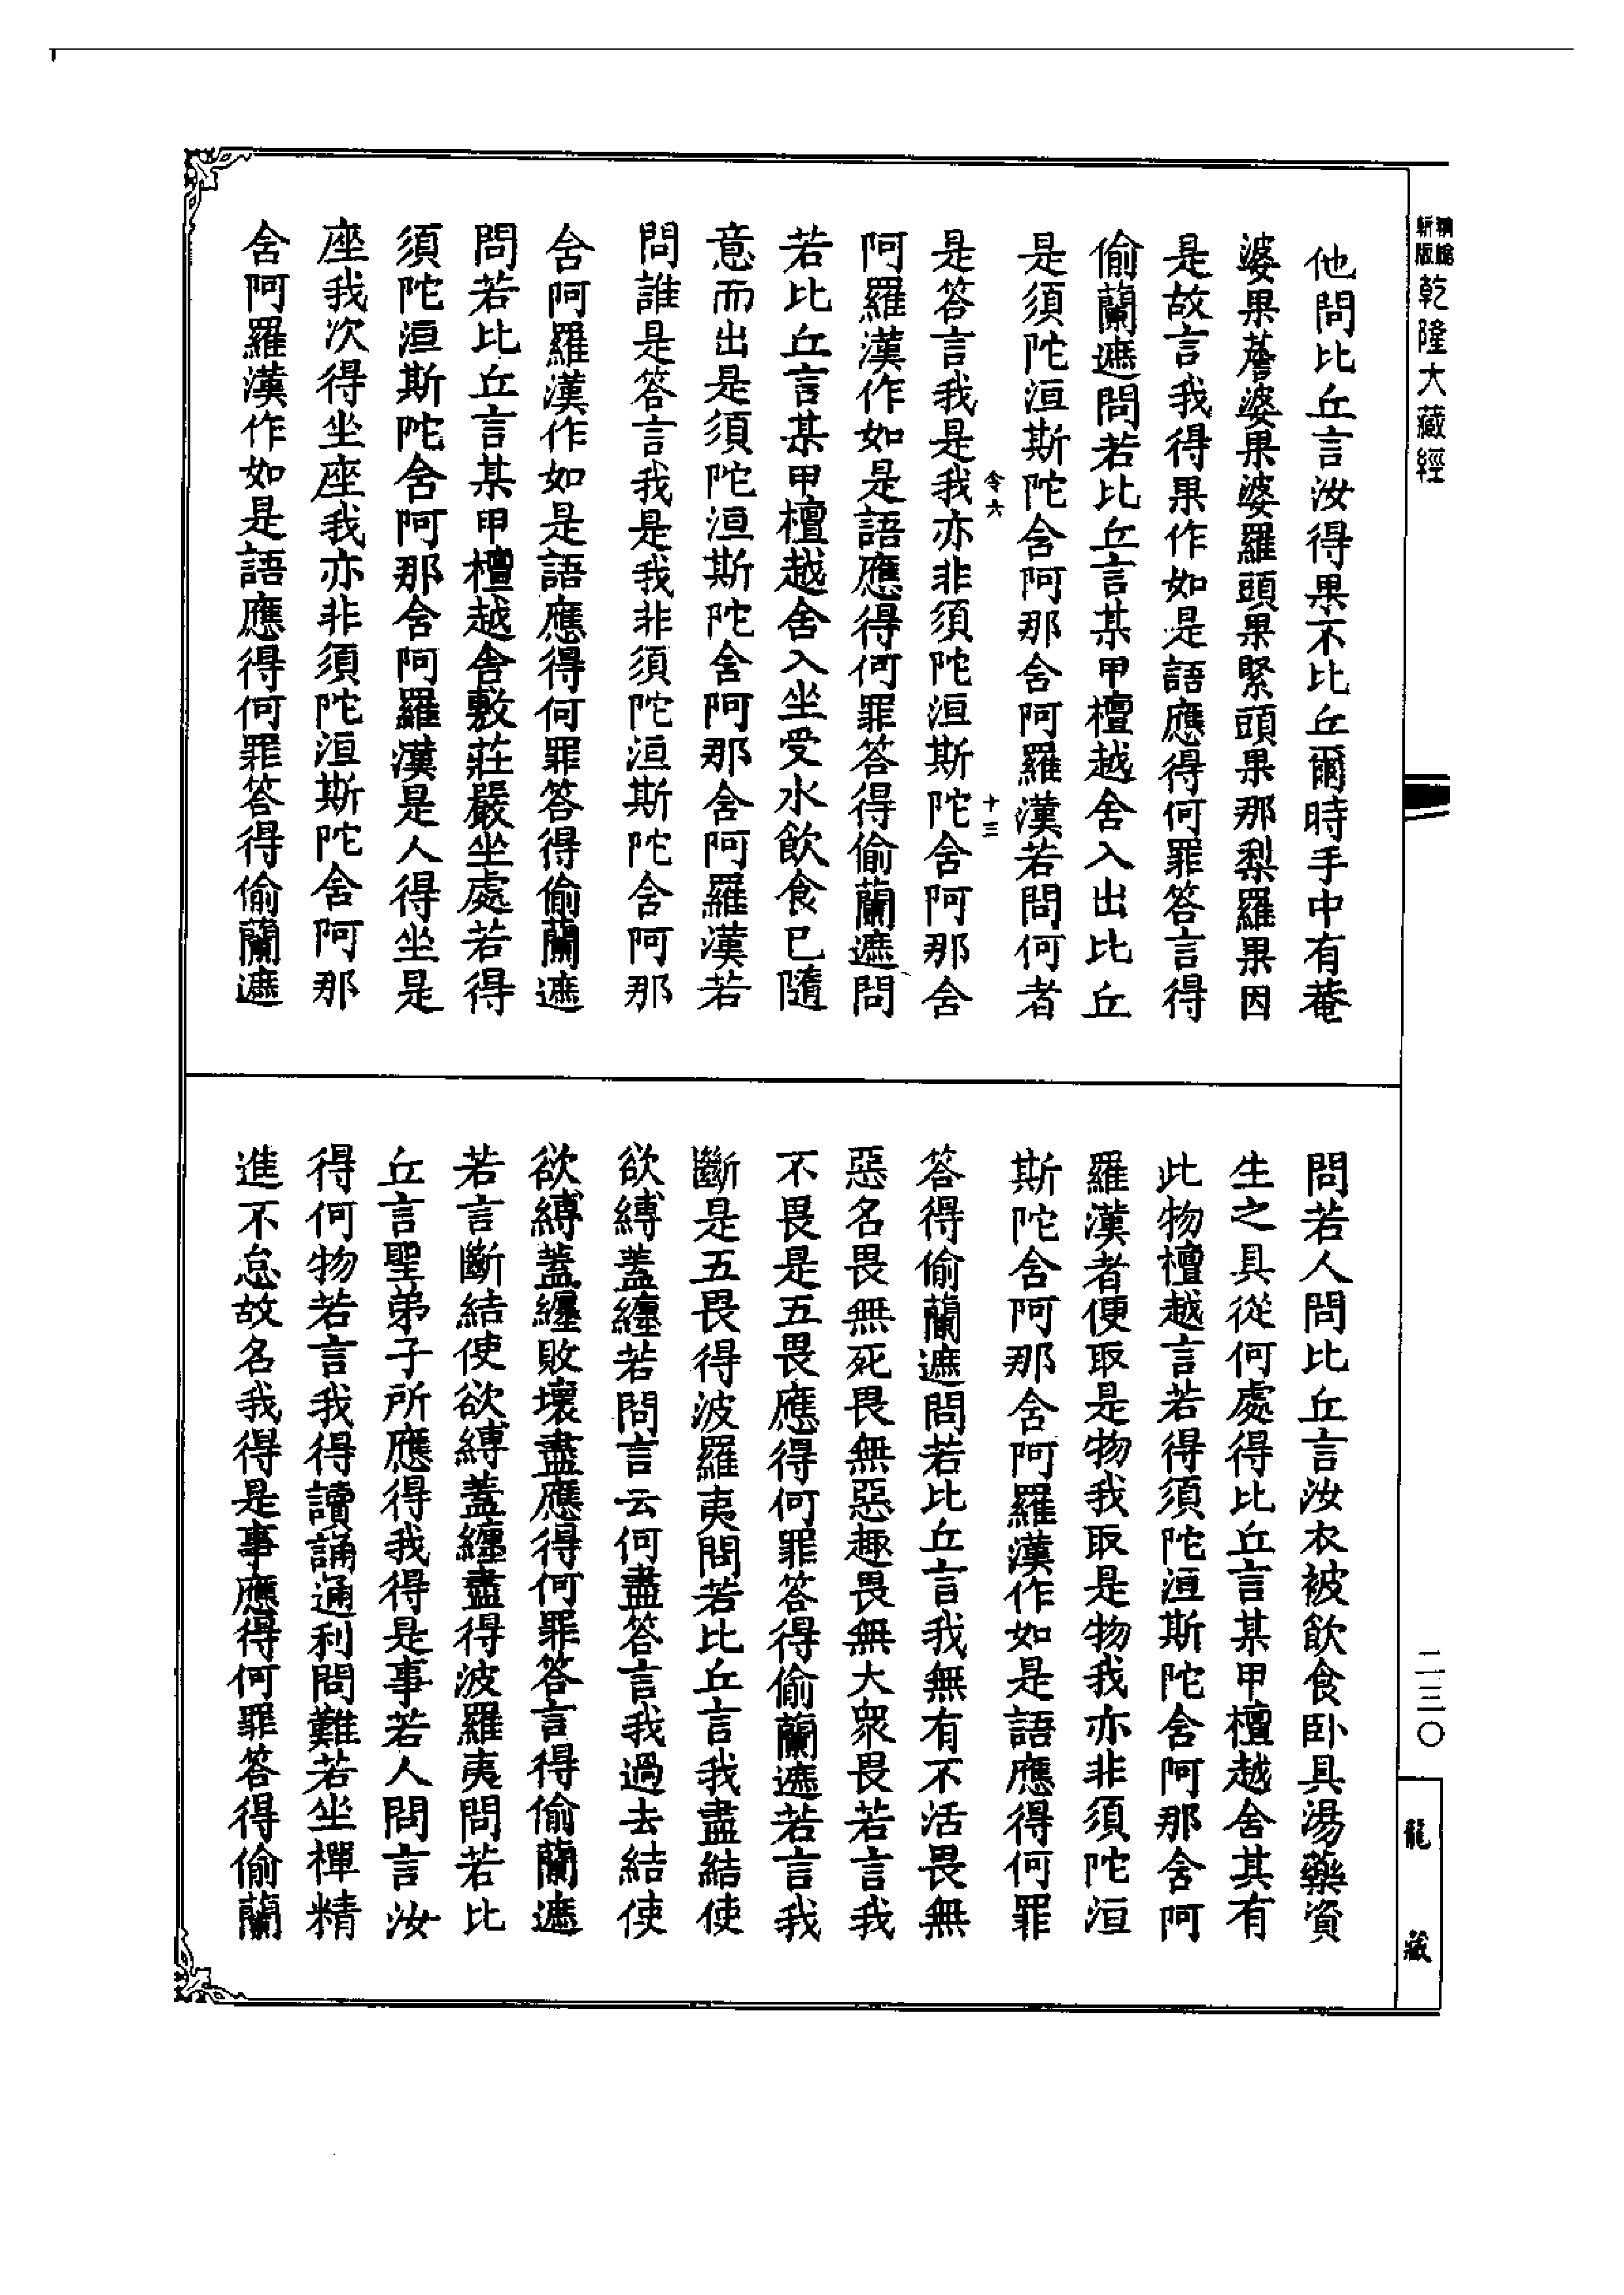 精縮
新版
乾隆大藏經
他問比丘言汝得果不比丘爾時手中有菴
婆果薝婆果婆羅頭果緊頭果那梨羅果因
是故言我得果作如是語應得何罪答言得
偷蘭遮問若比丘言某甲檀越舍入出比丘
是須陀洹斯陀含阿那含阿羅漢若問何者
令六
十三
是答言我是我亦非須陀洹斯陀含阿那含
阿羅漢作如是語應得何罪答得偷蘭遮問
若比丘言某甲檀越舍入坐受水飲食已隨
意而出是須陀洹斯陀含阿那含阿羅漢若
問誰是答言我是我非須陀洹斯陀含阿那
含阿羅漢作如是語應得何罪答得偷蘭遮
問若比丘言某甲檀越舍敷莊嚴坐處若得
須陀洹斯陀含阿那含阿羅漢是人得坐是
座我次得坐座我亦非須陀洹斯陀含阿那
含阿羅漢作如是語應得何罪答得偷蘭遮
問若人問比丘言汝衣被飲食卧具湯藥資
生之具從何處得比丘言某甲檀越舍其有
此物檀越言若得須陀洹斯陀含阿那含阿
羅漢者便取是物我取是物我亦非須陀洹
斯陀含阿那含阿羅漢作如是語應得何罪
答得偷蘭遮問若比丘言我無有不活畏無
惡名畏無死畏無惡趣畏無大眾畏若言我
不畏是五畏應得何罪答得偷蘭遮若言我
斷是五畏得波羅夷問若比丘言我盡結使
欲縛蓋纏若問言云何盡答言我過去結使
欲縛蓋纏敗壞盡應得何罪答言得偷蘭遮
若言斷結使欲縛蓋纏盡得波羅夷問若比
丘言聖弟子所應得我得是事若人問言汝
得何物若言我得讀誦通利問難若坐禪精
進不怠故名我得是事應得何罪答得偷蘭
二三〇
龍藏